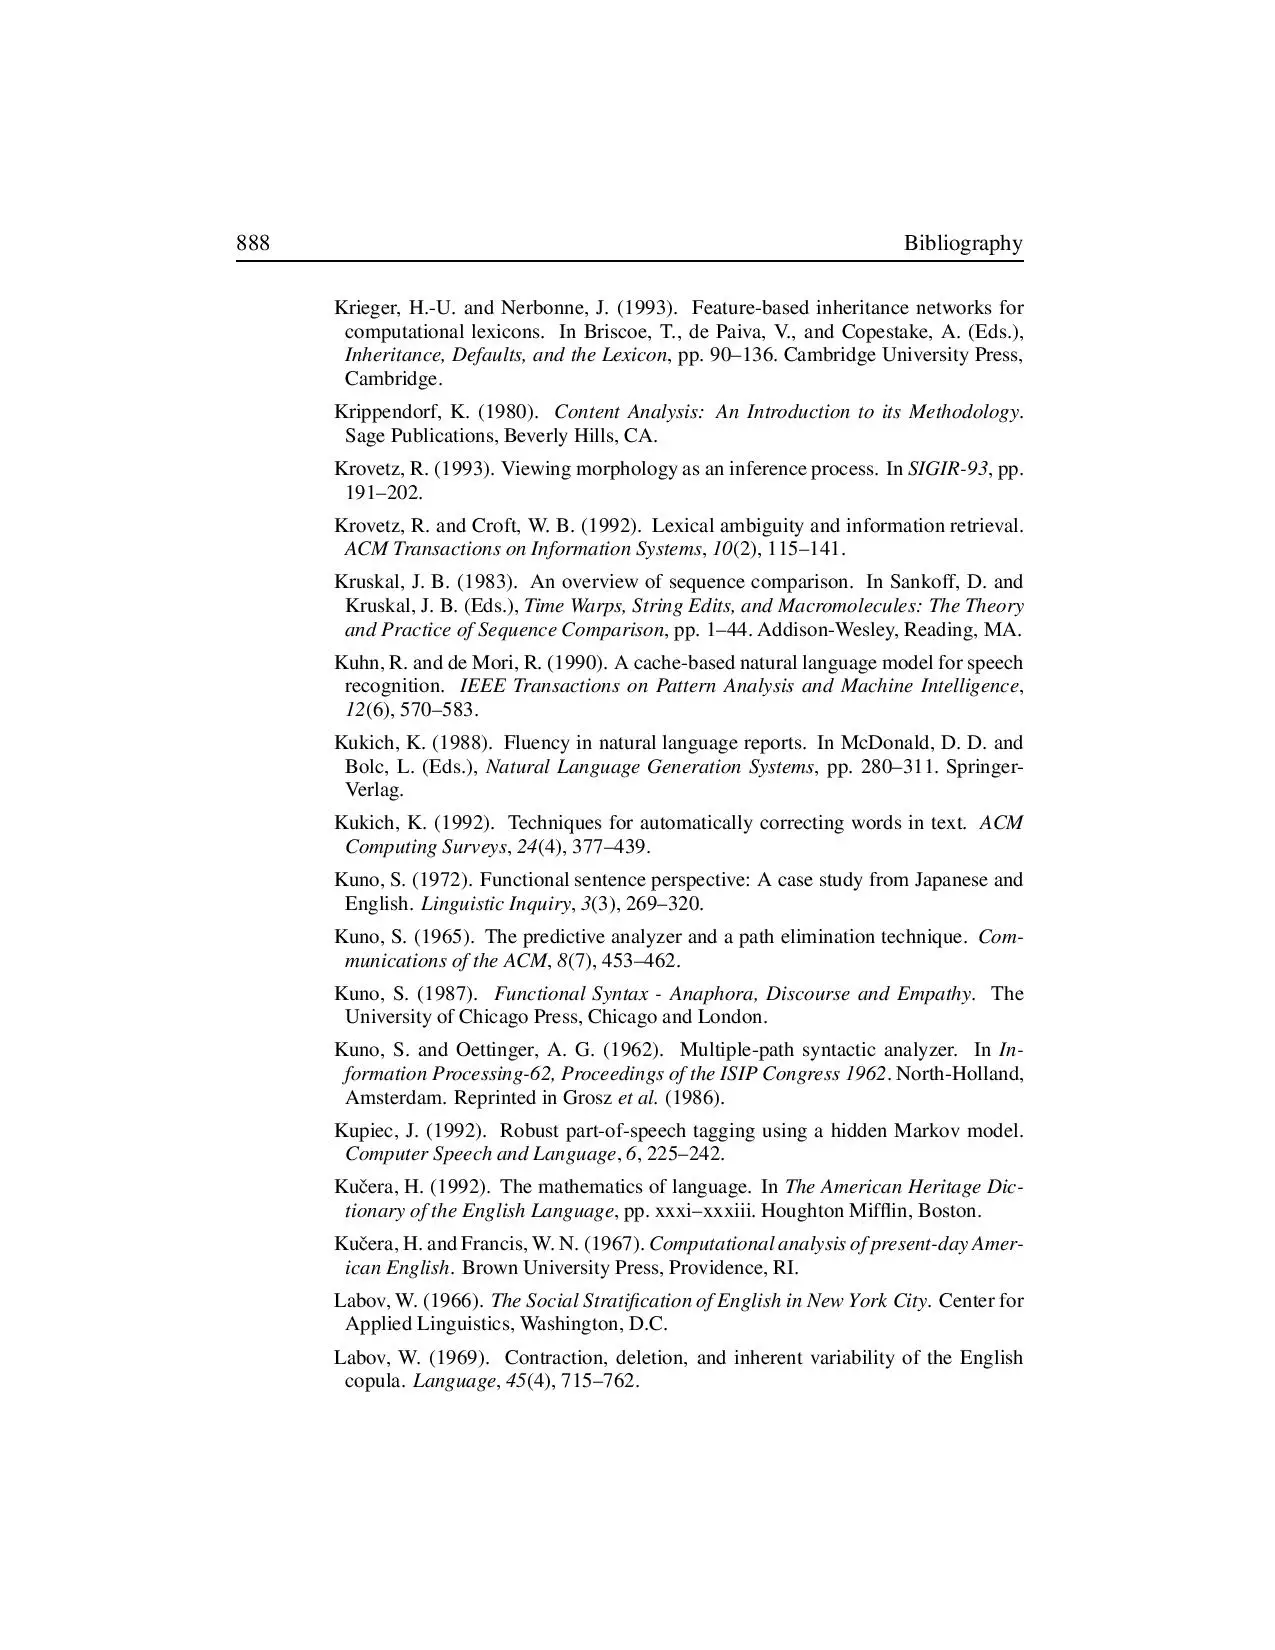 888 Bibliography
Krieger, H.-U. and Nerbonne, J. (1993). Feature-based inheritance networks for
computational lexicons. In Briscoe, T., de Paiva, V., and Copestake, A. (Eds.),
Inheritance, Defaults, and the Lexicon, pp. 90–136. Cambridge University Press,
Cambridge.
Krippendorf, K. (1980). Content Analysis: An Introduction to its Methodology.
Sage Publications, Beverly Hills, CA.
Krovetz, R. (1993). Viewing morphology as an inference process. In SIGIR-93, pp.
191–202.
Krovetz, R. and Croft, W. B. (1992). Lexical ambiguity and information retrieval.
ACM Transactions on Information Systems, 10(2), 115–141.
Kruskal, J. B. (1983). An overview of sequence comparison. In Sankoff, D. and
Kruskal, J. B. (Eds.), Time Warps, String Edits, and Macromolecules: The Theory
and Practice of Sequence Comparison, pp. 1–44. Addison-Wesley, Reading, MA.
Kuhn, R. and de Mori, R. (1990). A cache-based natural language model for speech
recognition. IEEE Transactions on Pattern Analysis and Machine Intelligence,
12(6), 570–583.
Kukich, K. (1988). Fluency in natural language reports. In McDonald, D. D. and
Bolc, L. (Eds.), Natural Language Generation Systems, pp. 280–311. Springer-
Verlag.
Kukich, K. (1992). Techniques for automatically correcting words in text. ACM
Computing Surveys, 24(4), 377–439.
Kuno, S. (1972). Functional sentence perspective: A case study from Japanese and
English. Linguistic Inquiry, 3(3), 269–320.
Kuno, S. (1965). The predictive analyzer and a path elimination technique. Com-
munications of the ACM, 8(7), 453–462.
Kuno, S. (1987). Functional Syntax - Anaphora, Discourse and Empathy. The
University of Chicago Press, Chicago and London.
Kuno, S. and Oettinger, A. G. (1962). Multiple-path syntactic analyzer. In In-
formation Processing-62, Proceedings of the ISIP Congress 1962. North-Holland,
Amsterdam. Reprinted in Grosz et al. (1986).
Kupiec, J. (1992). Robust part-of-speech tagging using a hidden Markov model.
Computer Speech and Language, 6, 225–242.
Kučera, H. (1992). The mathematics of language. In The American Heritage Dic-
tionary of the English Language, pp. xxxi–xxxiii. Houghton Mifflin, Boston.
Kučera, H. and Francis, W. N. (1967). Computational analysis of present-day Amer-
ican English. Brown University Press, Providence, RI.
Labov, W. (1966). The Social Stratification of English in New York City. Center for
Applied Linguistics, Washington, D.C.
Labov, W. (1969). Contraction, deletion, and inherent variability of the English
copula. Language, 45(4), 715–762.